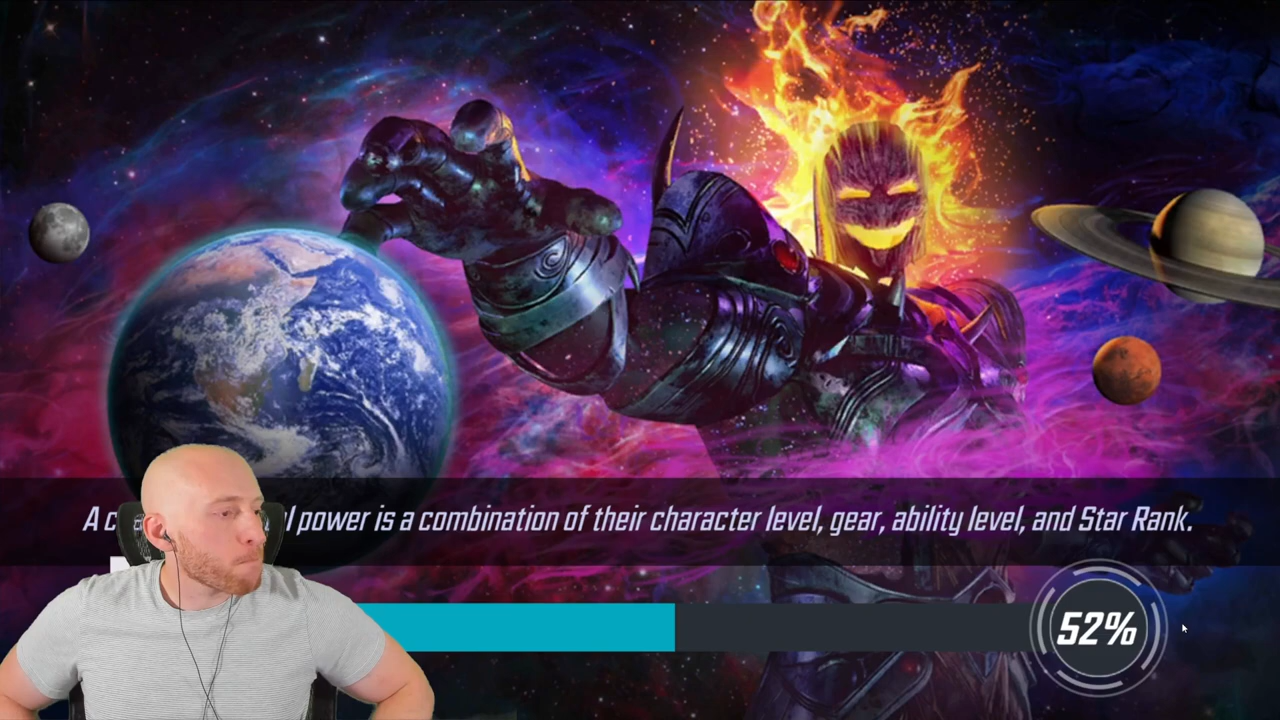 A power is a combination of their character level, gear, ability level, and Star Rank.
52%